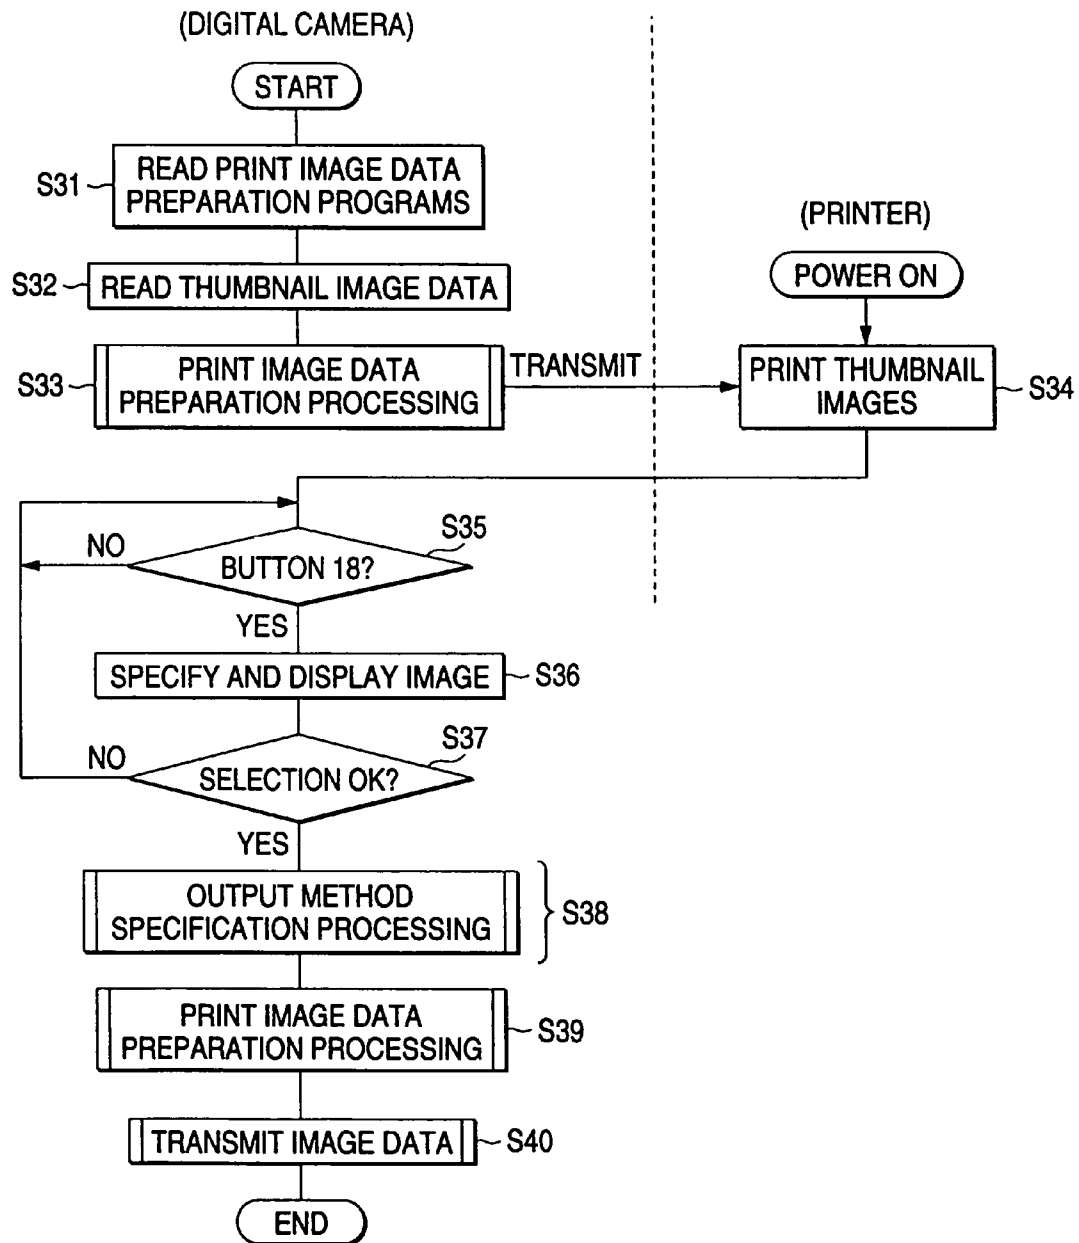 (DIGITAL CAMERA)
START
S31
READ PRINT IMAGE DATA
PREPARATION PROGRAMS
(PRINTER)
S32
READ THUMBNAIL IMAGE DATA
POWER ON
S33
PRINT IMAGE DATA
PREPARATION PROCESSING
TRANSMIT
PRINT THUMBNAIL
IMAGES
S34
S35
NO
BUTTON 18?
YES
SPECIFY AND DISPLAY IMAGE
S36
S37
NO
SELECTION OK?
YES
OUTPUT METHOD
SPECIFICATION PROCESSING
S38
PRINT IMAGE DATA
PREPARATION PROCESSING
S39
TRANSMIT IMAGE DATA
S40
END